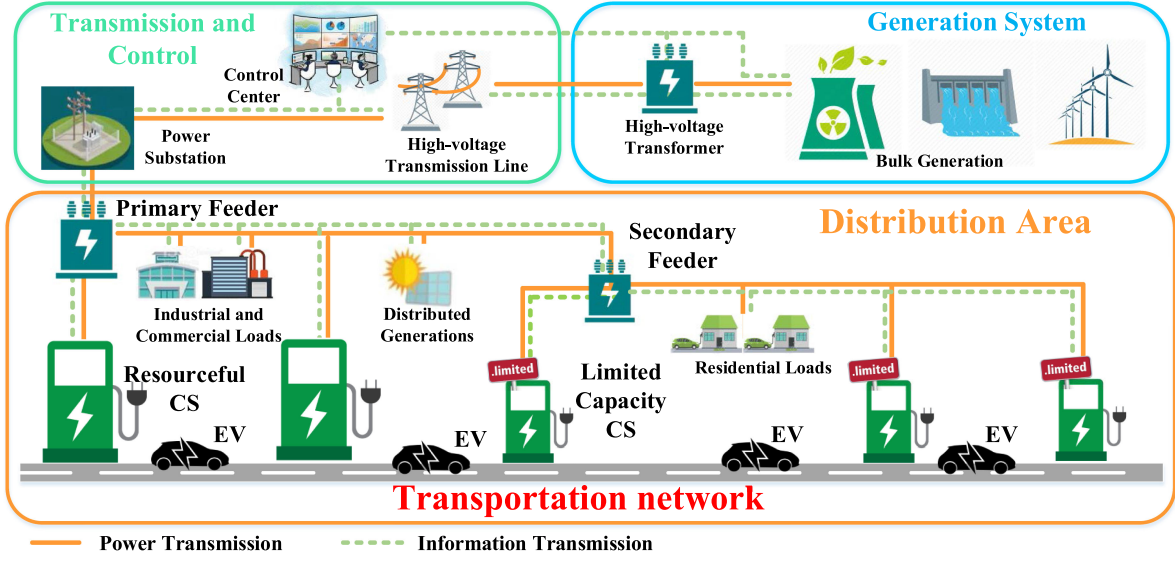 Transmission and
Control
Control
Center
Power
Substation
High-voltage
Transmission Line
Generation System
High-voltage
Transformer
Bulk Generation
Distribution Area
Primary Feeder
Secondary
Feeder
Industrial and
Commercial Loads
Distributed
Generations
Residential Loads
Resourceful
CS
.limited
Limited
Capacity
CS
.limited
.limited
EV
EV
EV
EV
Transportation network
Power Transmission
Information Transmission